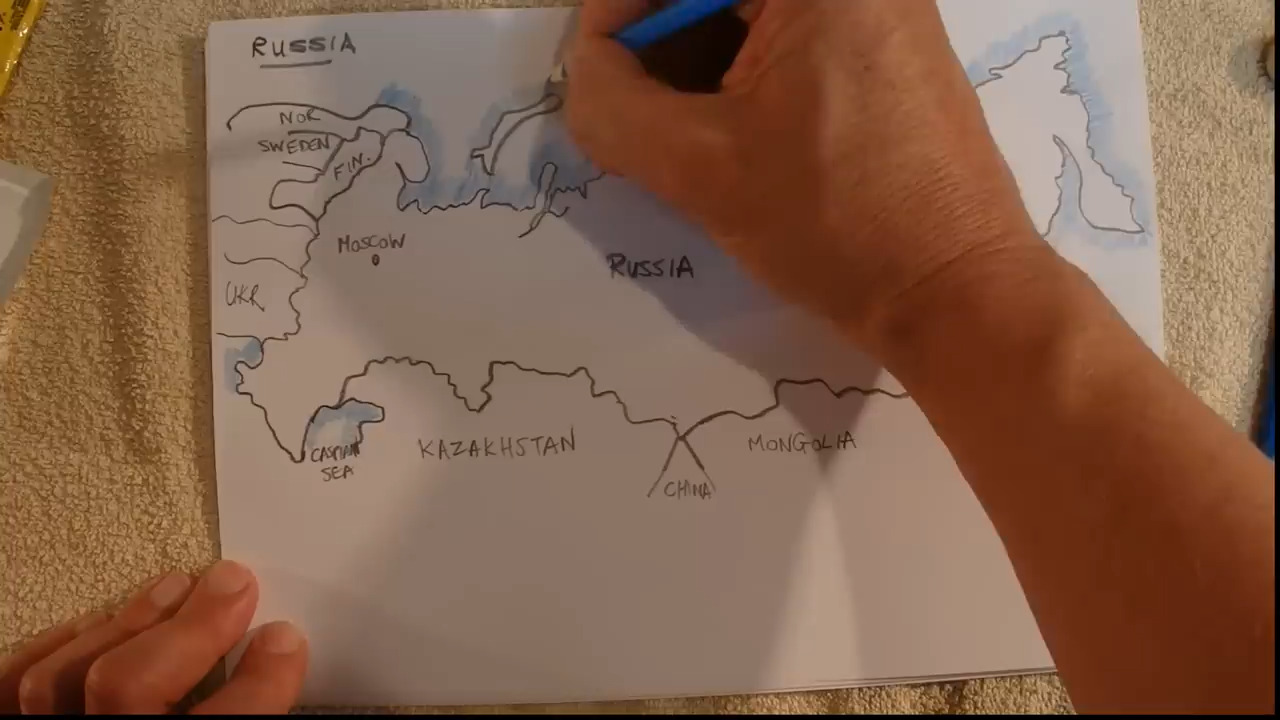 RUSSIA
NOR
SWEDEN
FIN.
MOSCOW
RUSSIA
UKR
CASPIAN
SEA
KAZAKHSTAN
MONGOLIA
CHINA